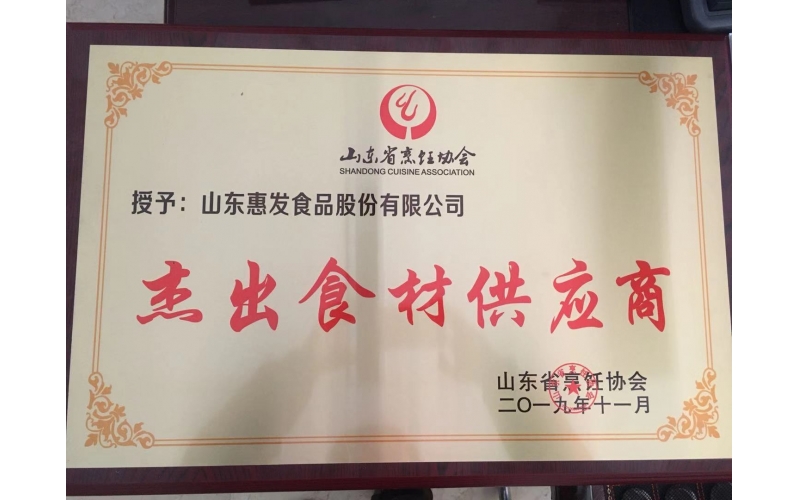 山东省烹饪协会
SHANDONG CUISINE ASSOCIATION
授予：山东惠发食品股份有限公司
杰出食材供应商
山东省烹饪协会
二〇一九年十一月